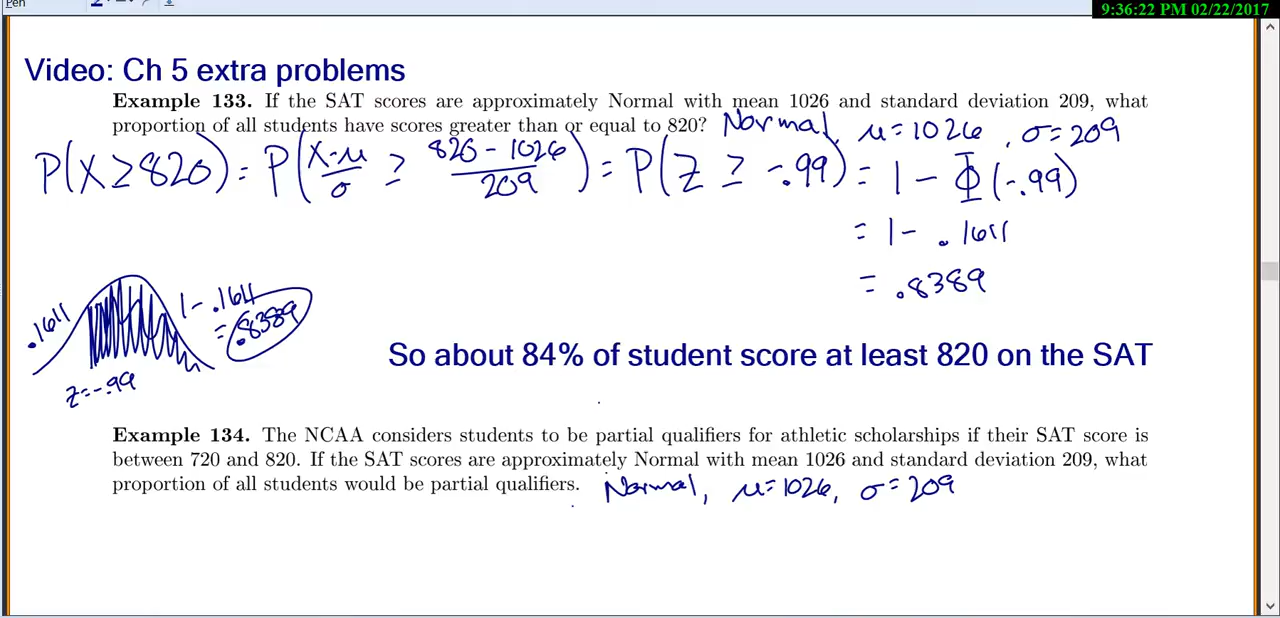 Pen
9:36:22 PM 02/22/2017
Video: Ch 5 extra problems
Example 133. If the SAT scores are approximately Normal with mean 1026 and standard deviation 209, what
proportion of all students have scores greater than or equal to 820? Normal, μ=1026, σ=209
P(X≥820) = P((X-μ)/σ ≥ (820-1026)/209) = P(Z ≥ -.99) = 1 - Φ(-.99)
= 1 - .1611
= .8389
.1611
1 - .1611
= .8389
z=-.99
So about 84% of student score at least 820 on the SAT
Example 134. The NCAA considers students to be partial qualifiers for athletic scholarships if their SAT score is
between 720 and 820. If the SAT scores are approximately Normal with mean 1026 and standard deviation 209, what
proportion of all students would be partial qualifiers. Normal, μ=1026, σ=209